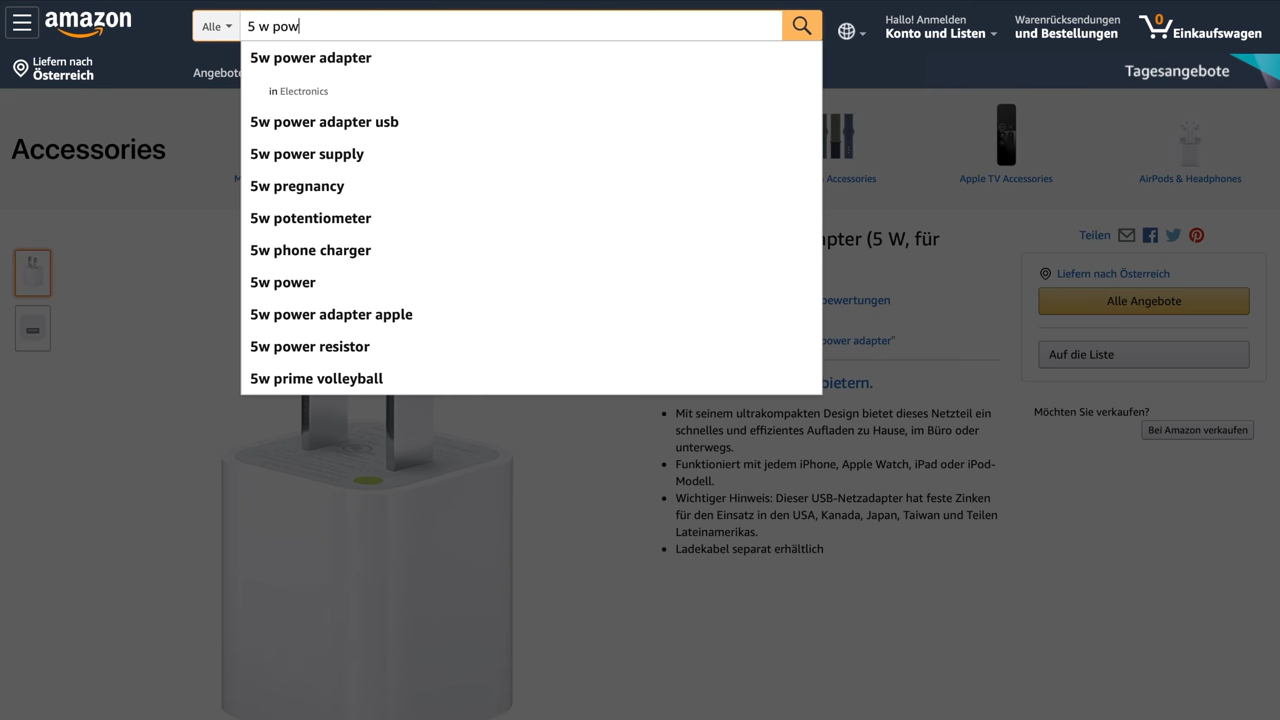 amazon
Alle
5 w pow
Hallo! Anmelden
Konto und Listen
Warenrücksendungen
und Bestellungen
0
Einkaufswagen
Liefern nach
Österreich
Angebote
Tagesangebote
5w power adapter
in Electronics
5w power adapter usb
5w power supply
5w pregnancy
5w potentiometer
5w phone charger
5w power
5w power adapter apple
5w power resistor
5w prime volleyball
Accessories
Accessories
Apple TV Accessories
AirPods & Headphones
(5 W, für
Teilen
Liefern nach Österreich
Alle Angebote
Auf die Liste
power adapter"
Möchten Sie verkaufen?
Bei Amazon verkaufen
Mit seinem ultrakompakten Design bietet dieses Netzteil ein
schnelles und effizientes Aufladen zu Hause, im Büro oder
unterwegs.
Funktioniert mit jedem iPhone, Apple Watch, iPad oder iPod-
Modell.
Wichtiger Hinweis: Dieser USB-Netzadapter hat feste Zinken
für den Einsatz in den USA, Kanada, Japan, Taiwan und Teilen
Lateinamerikas.
Ladekabel separat erhältlich